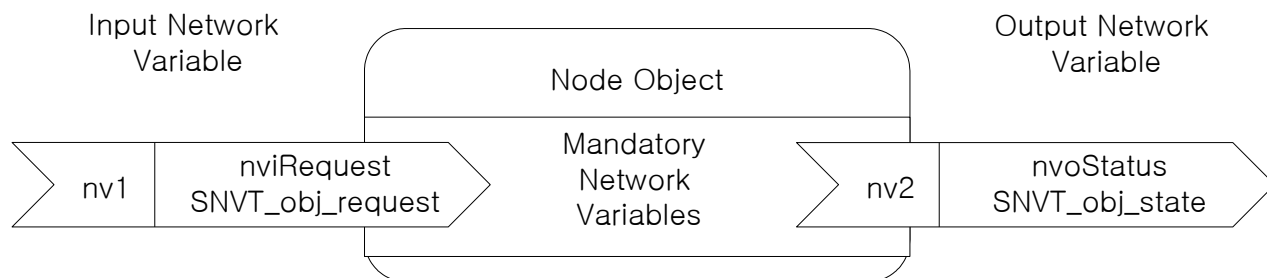 Input Network
Variable
Output Network
Variable
Node Object
Mandatory
Network
Variables
nv1
nviRequest
SNVT_obj_request
nv2
nvoStatus
SNVT_obj_state